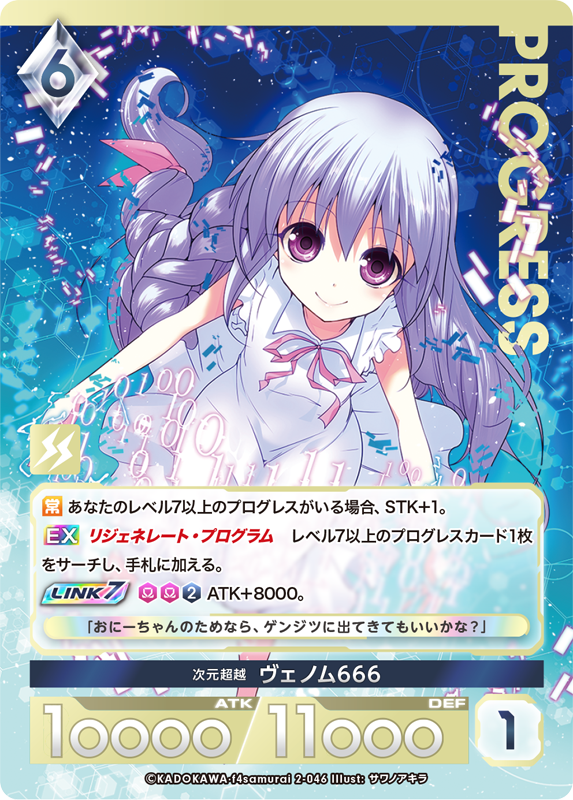 6
PROGRESS
常 あなたのレベル7以上のプログレスがいる場合、STK+1。
EX リジェネレート・プログラム レベル7以上のプログレスカード1枚
をサーチし、手札に加える。
LINK 7 2 ATK+8000。
「おにーちゃんのためなら、ゲンジツに出てきてもいいかな?」
次元超越 ヴェノム666
ATK DEF
10000 11000 1
©KADOKAWA・f4samurai 2-046 Illust: サワノアキラ